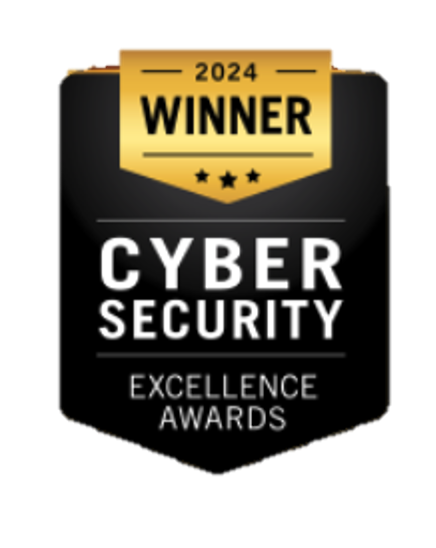 2024
WINNER
CYBER
SECURITY
EXCELLENCE
AWARDS